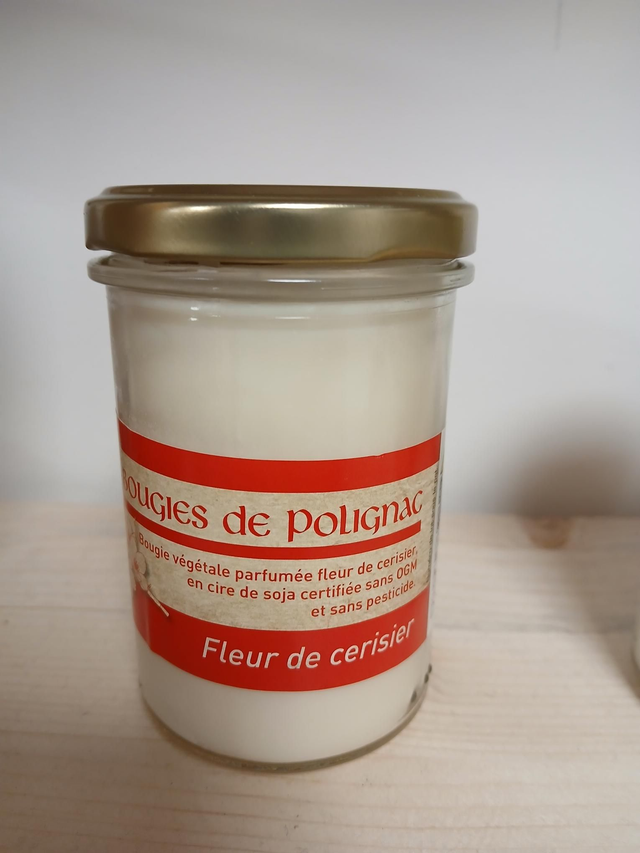 BOUGIES de POLIGNAC
Bougie végétale parfumée fleur de cerisier,
en cire de soja certifiée sans OGM
et sans pesticide.
Fleur de cerisier